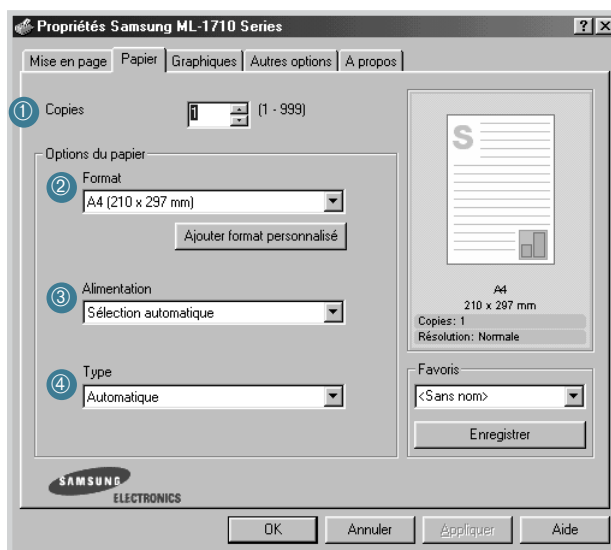 Propriétés Samsung ML-1710 Series
Mise en page Papier Graphiques Autres options A propos
① Copies 1 (1 - 999)
Options du papier
② Format
A4 (210 x 297 mm)
Ajouter format personnalisé
③ Alimentation
Sélection automatique
④ Type
Automatique
S
A4
210 x 297 mm
Copies: 1
Résolution: Normale
Favoris
<Sans nom>
Enregistrer
SAMSUNG
ELECTRONICS
OK Annuler Appliquer Aide